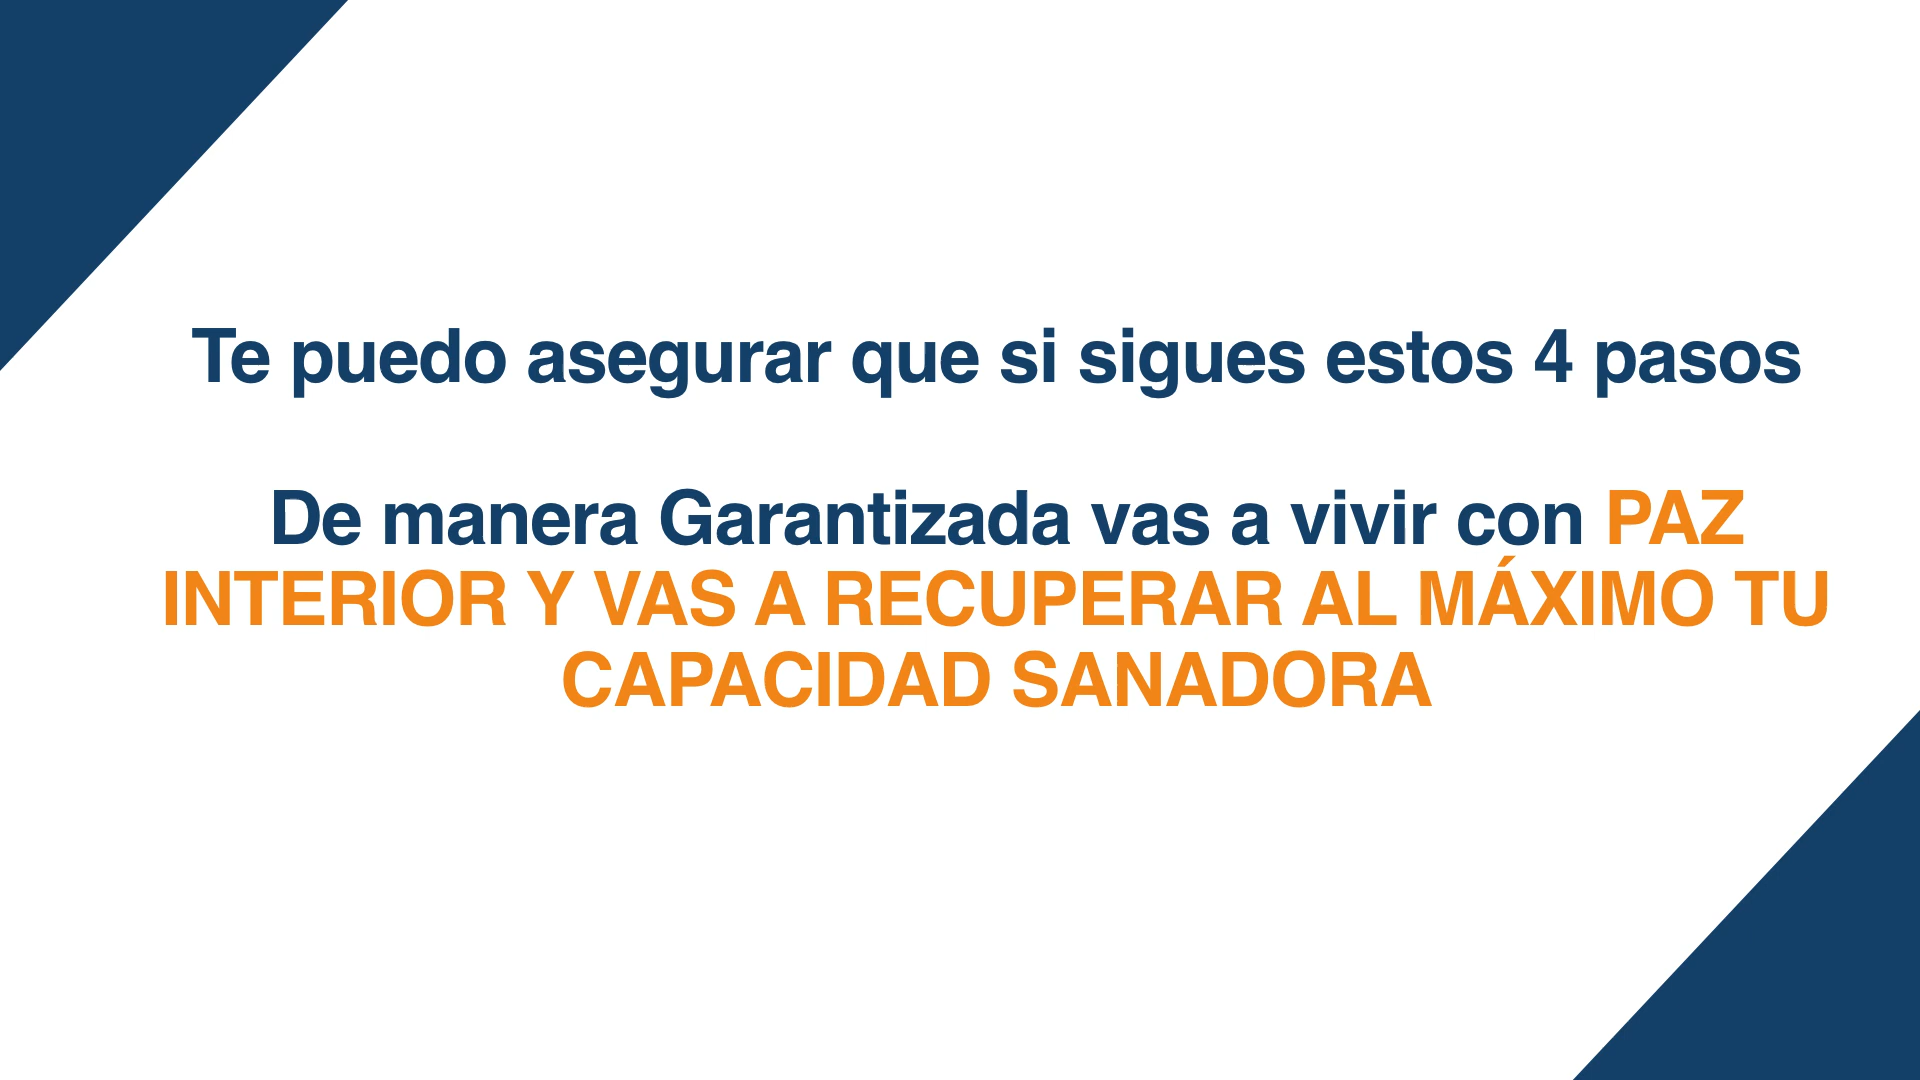 Te puedo asegurar que si sigues estos 4 pasos
De manera Garantizada vas a vivir con PAZ
INTERIOR Y VAS A RECUPERAR AL MÁXIMO TU
CAPACIDAD SANADORA